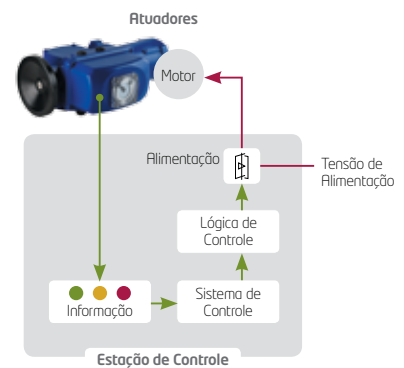 Atuadores
Motor
Alimentação
Tensão de
Alimentação
Lógica de
Controle
Informação
Sistema de
Controle
Estação de Controle